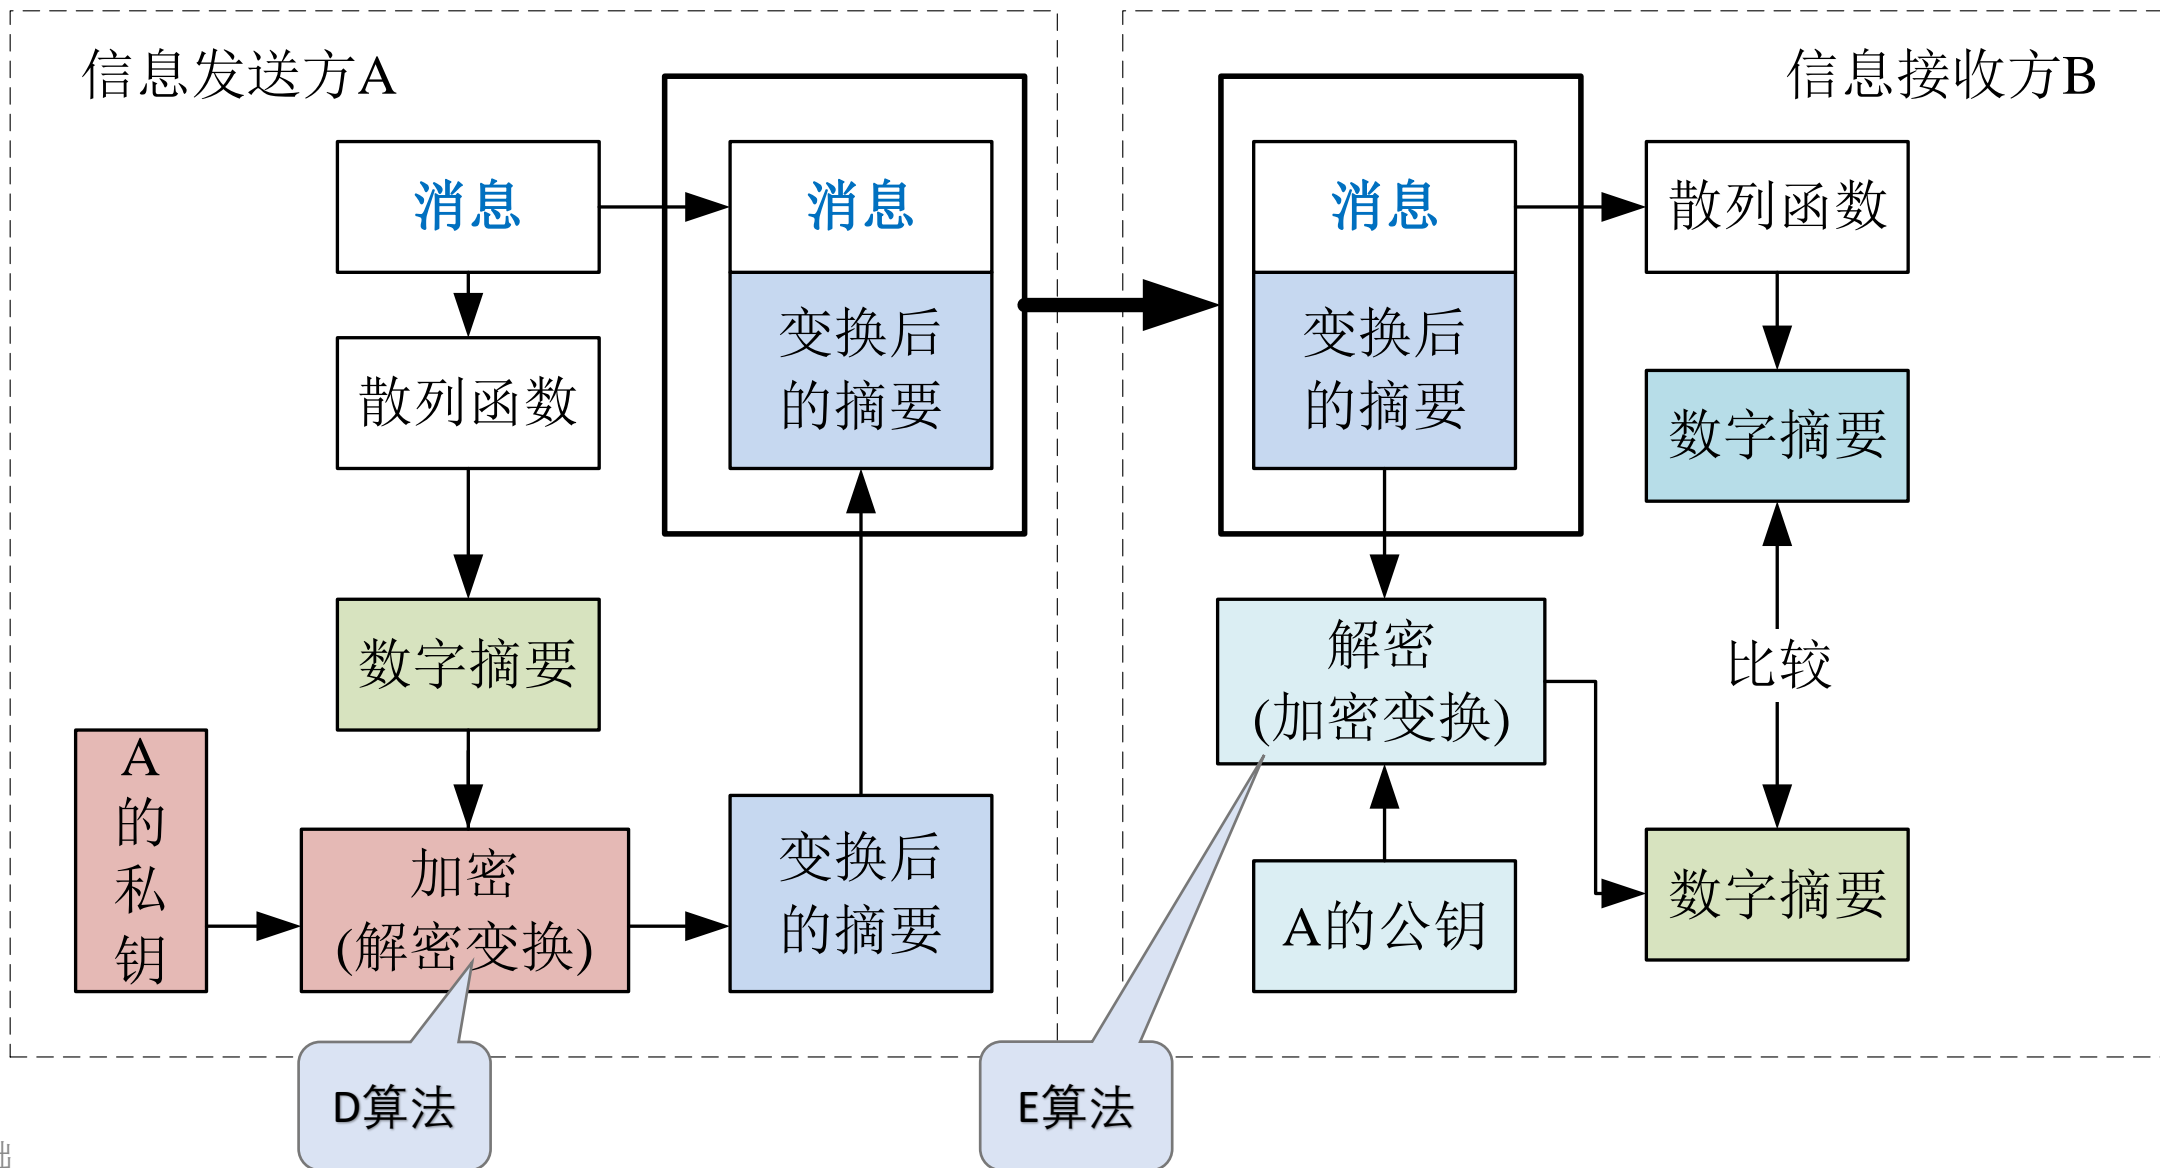 信息发送方A
消息
散列函数
数字摘要
A
的
私
钥
加密
(解密变换)
D算法
消息
变换后
的摘要
变换后
的摘要
信息接收方B
消息
变换后
的摘要
解密
(加密变换)
A的公钥
E算法
散列函数
数字摘要
比较
数字摘要